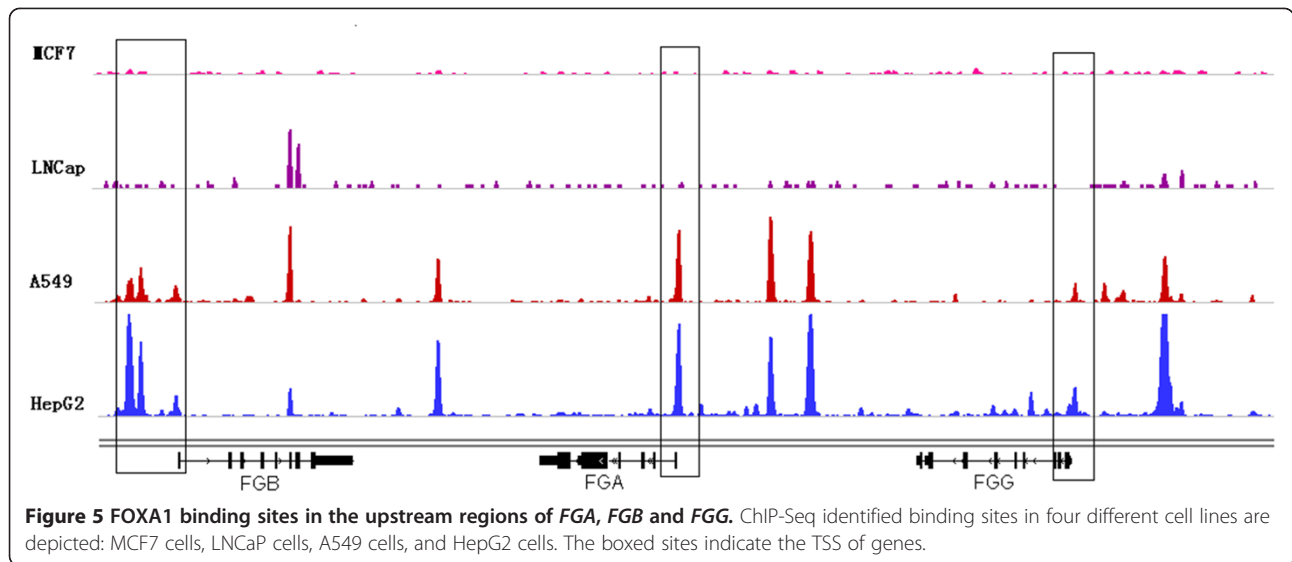 MCF7
LNCap
A549
HepG2
FGB
FGA
FGG
Figure 5 FOXA1 binding sites in the upstream regions of FGA, FGB and FGG. ChIP-Seq identified binding sites in four different cell lines are
depicted: MCF7 cells, LNCaP cells, A549 cells, and HepG2 cells. The boxed sites indicate the TSS of genes.